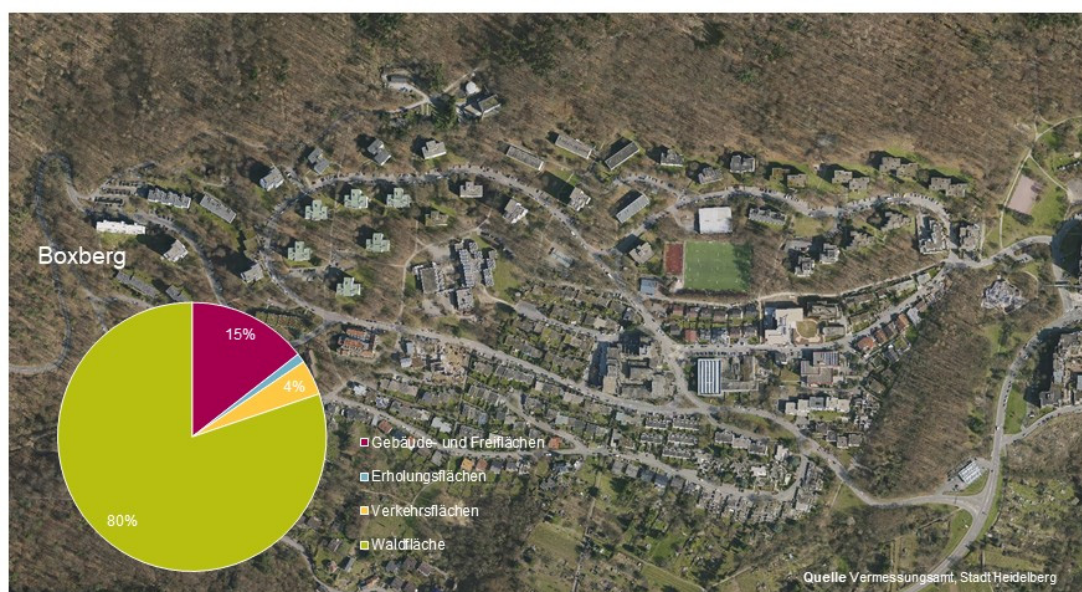 Boxberg
15%
4%
80%
Gebäude- und Freiflächen
Erholungsflächen
Verkehrsflächen
Waldfläche
Quelle Vermessungsamt, Stadt Heidelberg